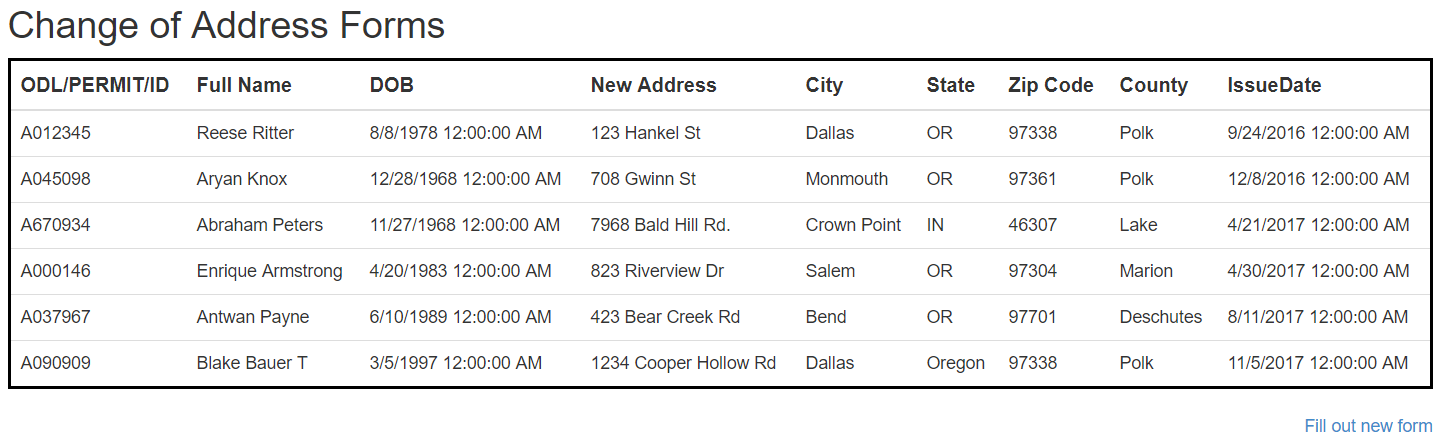 Change of Address Forms
ODL/PERMIT/ID Full Name DOB New Address City State Zip Code County IssueDate
A012345 Reese Ritter 8/8/1978 12:00:00 AM 123 Hankel St Dallas OR 97338 Polk 9/24/2016 12:00:00 AM
A045098 Aryan Knox 12/28/1968 12:00:00 AM 708 Gwinn St Monmouth OR 97361 Polk 12/8/2016 12:00:00 AM
A670934 Abraham Peters 11/27/1968 12:00:00 AM 7968 Bald Hill Rd. Crown Point IN 46307 Lake 4/21/2017 12:00:00 AM
A000146 Enrique Armstrong 4/20/1983 12:00:00 AM 823 Riverview Dr Salem OR 97304 Marion 4/30/2017 12:00:00 AM
A037967 Antwan Payne 6/10/1989 12:00:00 AM 423 Bear Creek Rd Bend OR 97701 Deschutes 8/11/2017 12:00:00 AM
A090909 Blake Bauer T 3/5/1997 12:00:00 AM 1234 Cooper Hollow Rd Dallas Oregon 97338 Polk 11/5/2017 12:00:00 AM
Fill out new form